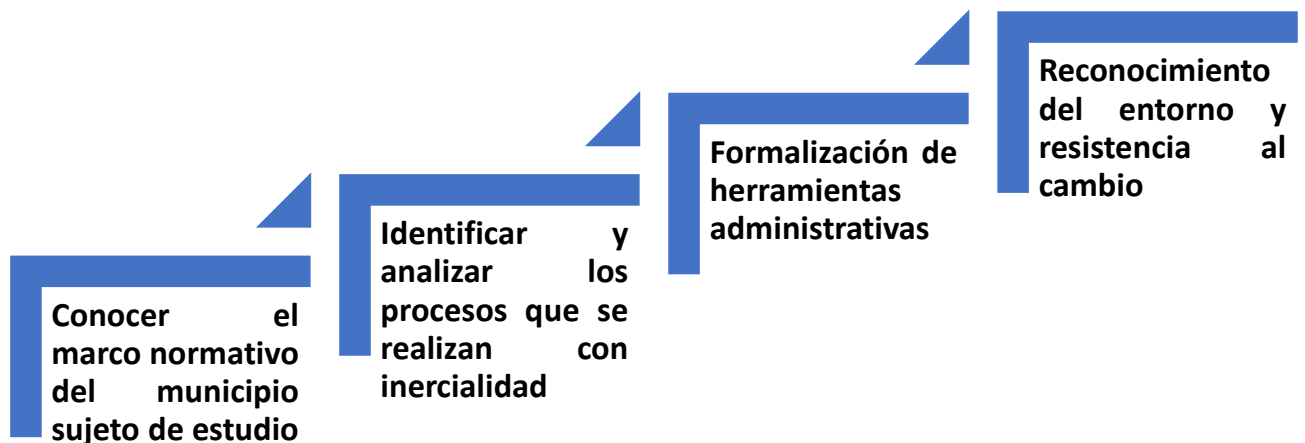 Conocer el
marco normativo
del municipio
sujeto de estudio
Identificar y
analizar los
procesos que se
realizan con
inercialidad
Formalización de
herramientas
administrativas
Reconocimiento
del entorno y
resistencia al
cambio